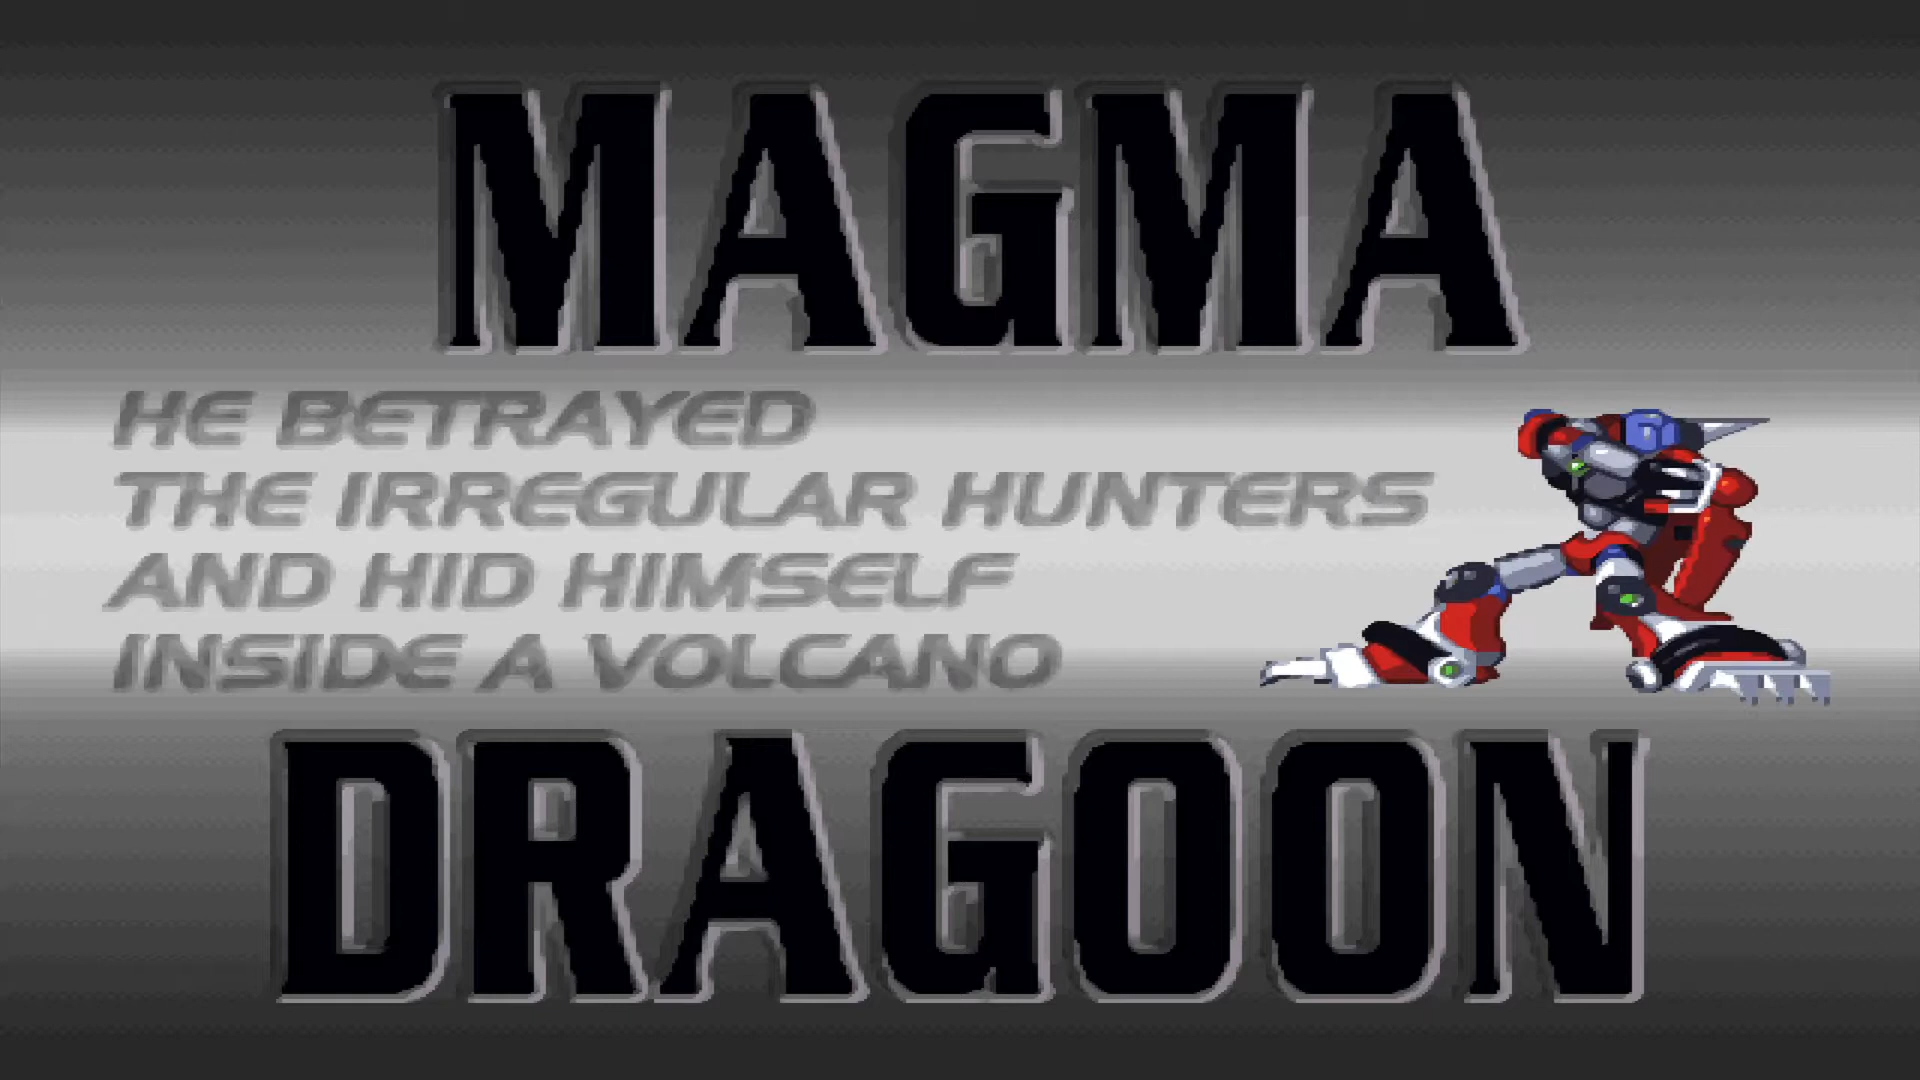 MAGMA
HE BETRAYED
THE IRREGULAR HUNTERS
AND HID HIMSELF
INSIDE A VOLCANO
DRAGOON